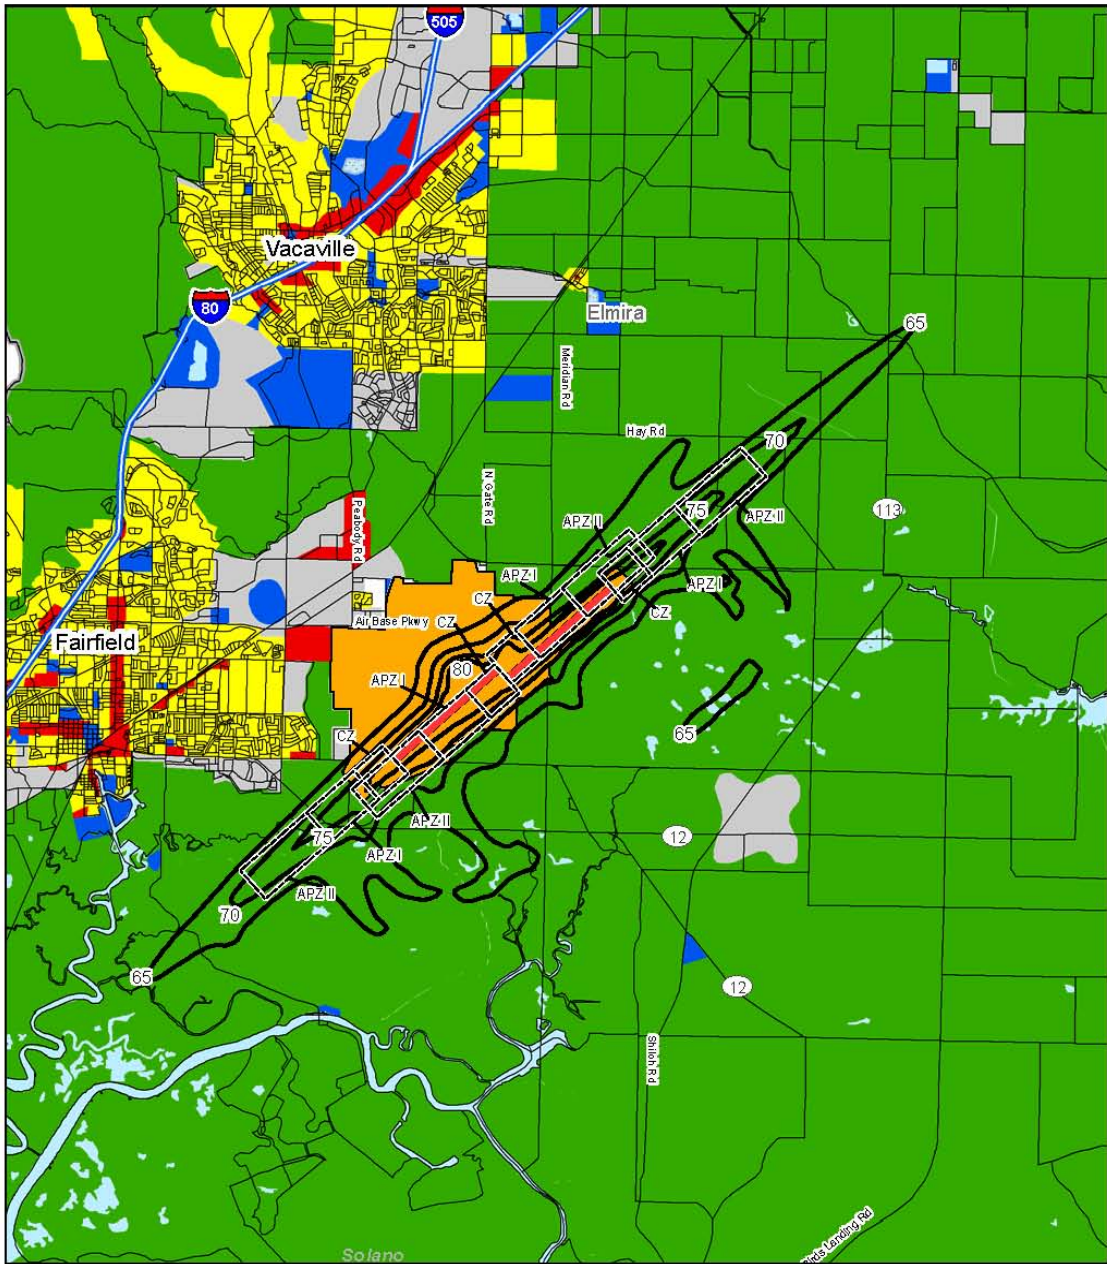 505
Vacaville
80
Elmira
65
Meridian Rd
Hay Rd
70
N. Gate Rd
75
113
Peabody Rd
APZ II
APZ II
APZ I
APZ I
CZ
CZ
Air Base Pkwy
CZ
Fairfield
80
APZ I
65
CZ
APZ II
12
75
APZ I
APZ II
70
65
12
Shiloh Rd
Birds Landing Rd
Solano